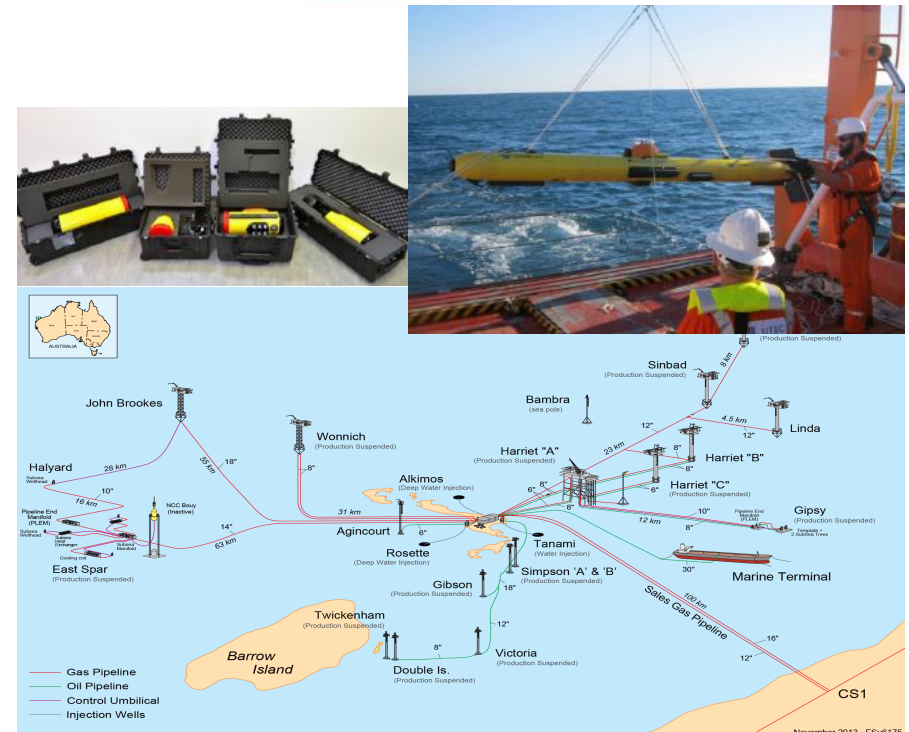 UTEC
AUSTRALIA
(Production Suspended)
8 km
Sinbad
(Production Suspended)
4.5 km
12"
Linda
12"
23 km
John Brookes
Bambra
(sea pole)
Wonnich
(Production Suspended)
8"
Harriet "A"
(Production Suspended)
8"
Harriet "B"
8"
6"
8"
8"
6"
Harriet "C"
(Production Suspended)
28 km
18"
55 km
Halyard
Subsea
Wellhead
10"
16 km
Pipeline End
Manifold
(PLEM)
NCC Bouy
(Inactive)
Subsea
Wellhead
Subsea
Heat
Exchanger
Subsea
Manifold
Cooling coil
East Spar
(Production Suspended)
14"
63 km
31 km
Alkimos
(Deep Water Injection)
Agincourt
6"
Rosette
(Deep Water Injection)
Tanami
(Water Injection)
10"
12 km
8"
Pipeline End
Manifold
(PLEM)
Gipsy
(Production Suspended)
Template +
2 Subsea Trees
30"
Marine Terminal
Simpson 'A' & 'B'
(Production Suspended)
18"
Gibson
(Production Suspended)
12"
Twickenham
(Production Suspended)
8"
Victoria
(Production Suspended)
Double Is.
(Production Suspended)
Barrow
Island
100 km
Sales Gas Pipeline
16"
12"
CS1
Gas Pipeline
Oil Pipeline
Control Umbilical
Injection Wells